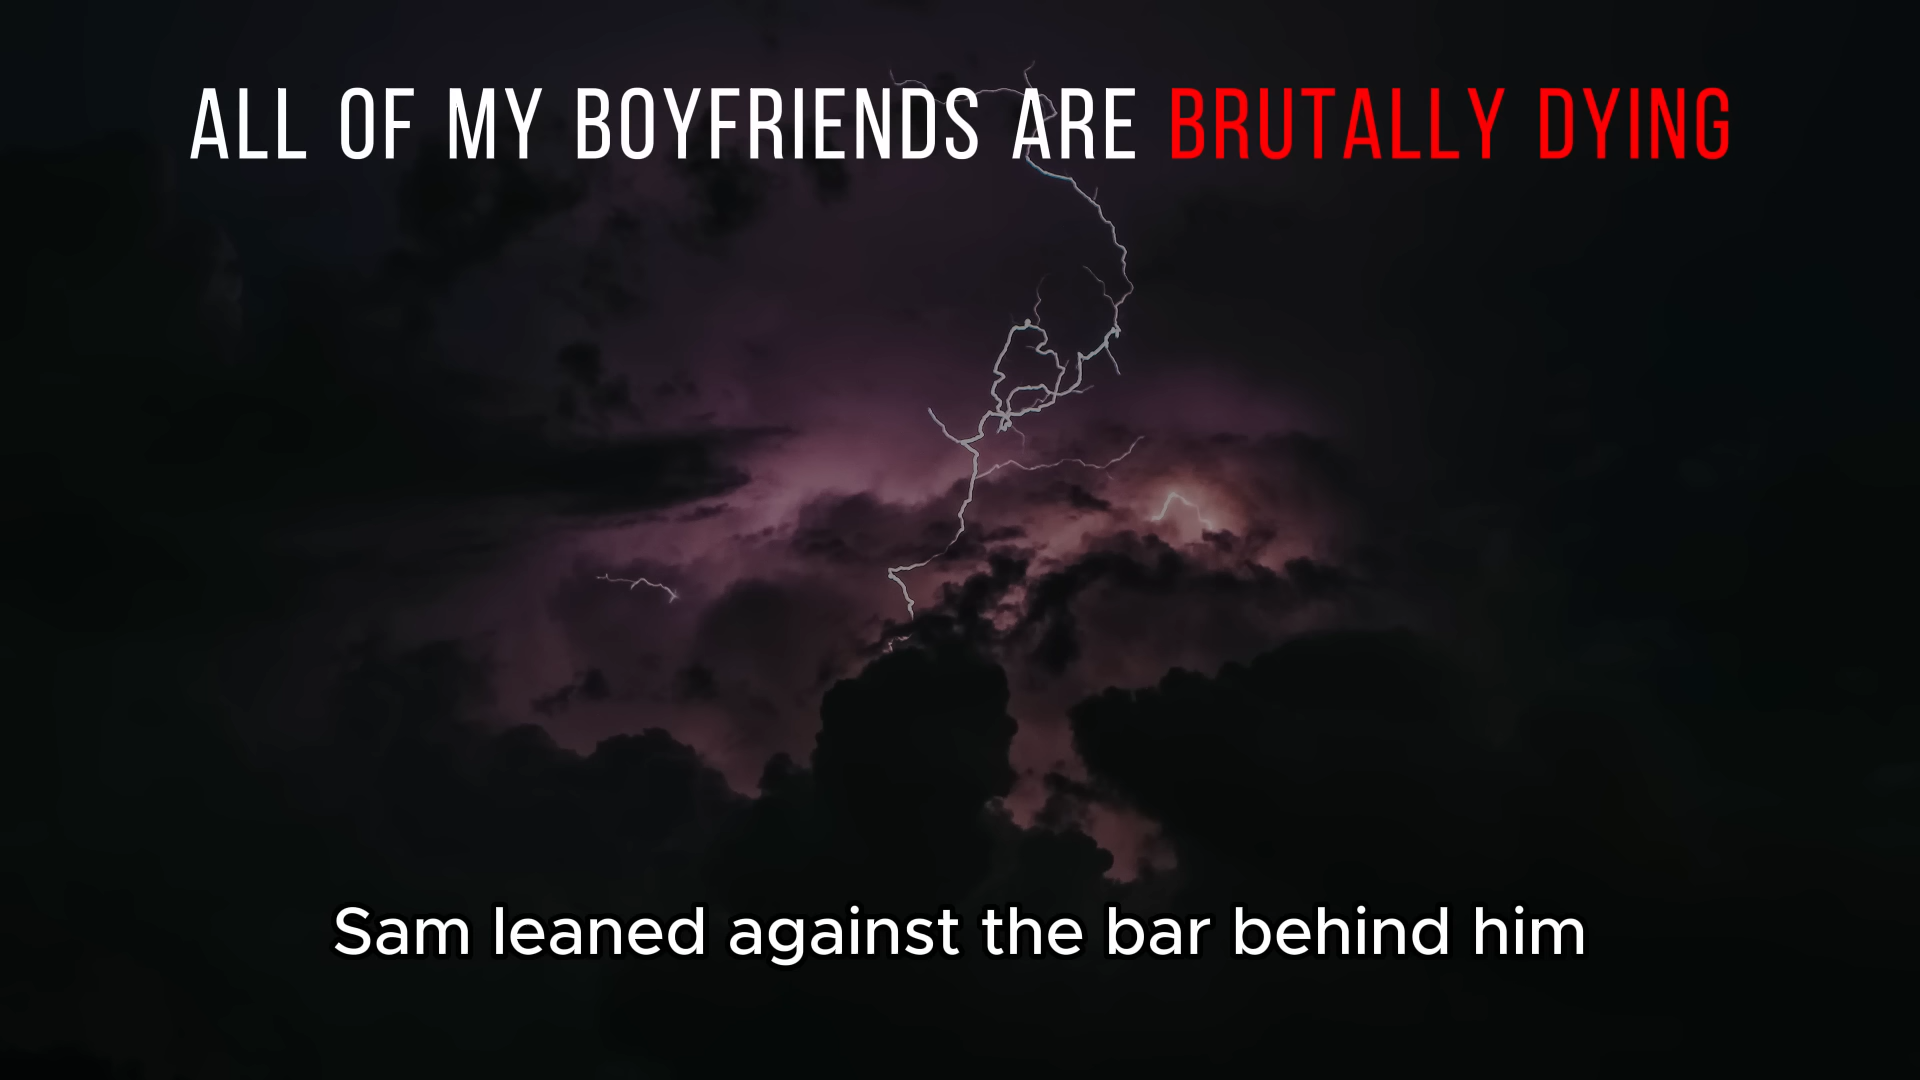 ALL OF MY BOYFRIENDS ARE BRUTALLY DYING
Sam leaned against the bar behind him